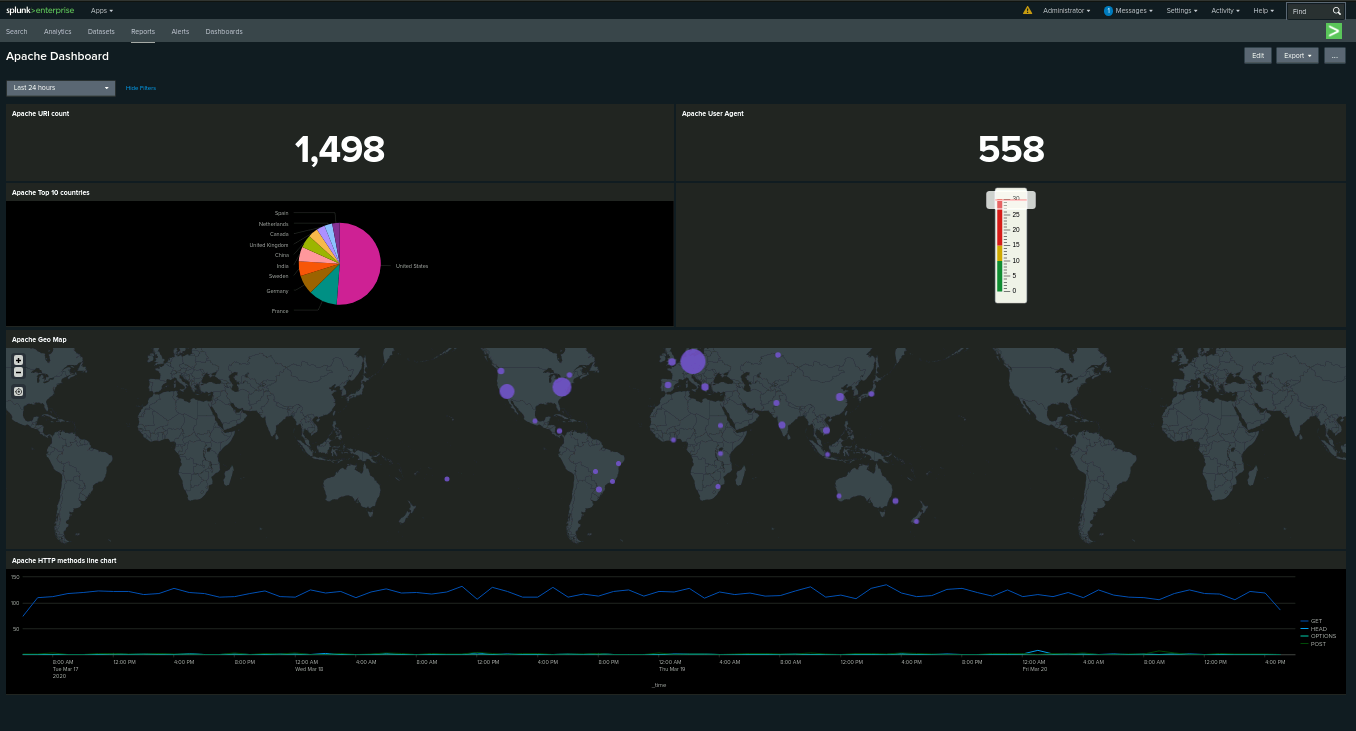 splunk>enterprise Apps Administrator 1 Messages Settings Activity Help Find
Search Analytics Datasets Reports Alerts Dashboards
Apache Dashboard Edit Export ...
Last 24 hours Hide Filters
Apache URI count
1,498
Apache User Agent
558
Apache Top 10 countries
Spain
Netherlands
Canada
United Kingdom
China
India
Sweden
Germany
France
United States
30
25
20
15
10
5
0
Apache Geo Map
Apache HTTP methods line chart
150
100
50
GET
HEAD
OPTIONS
POST
8:00 AM 12:00 PM 4:00 PM 8:00 PM 12:00 AM 4:00 AM 8:00 AM 12:00 PM 4:00 PM 8:00 PM 12:00 AM 4:00 AM 8:00 AM 12:00 PM 4:00 PM 8:00 PM 12:00 AM 4:00 AM 8:00 AM 12:00 PM 4:00 PM
Tue Mar 17 Wed Mar 18 Thu Mar 19 Fri Mar 20
2020
_time